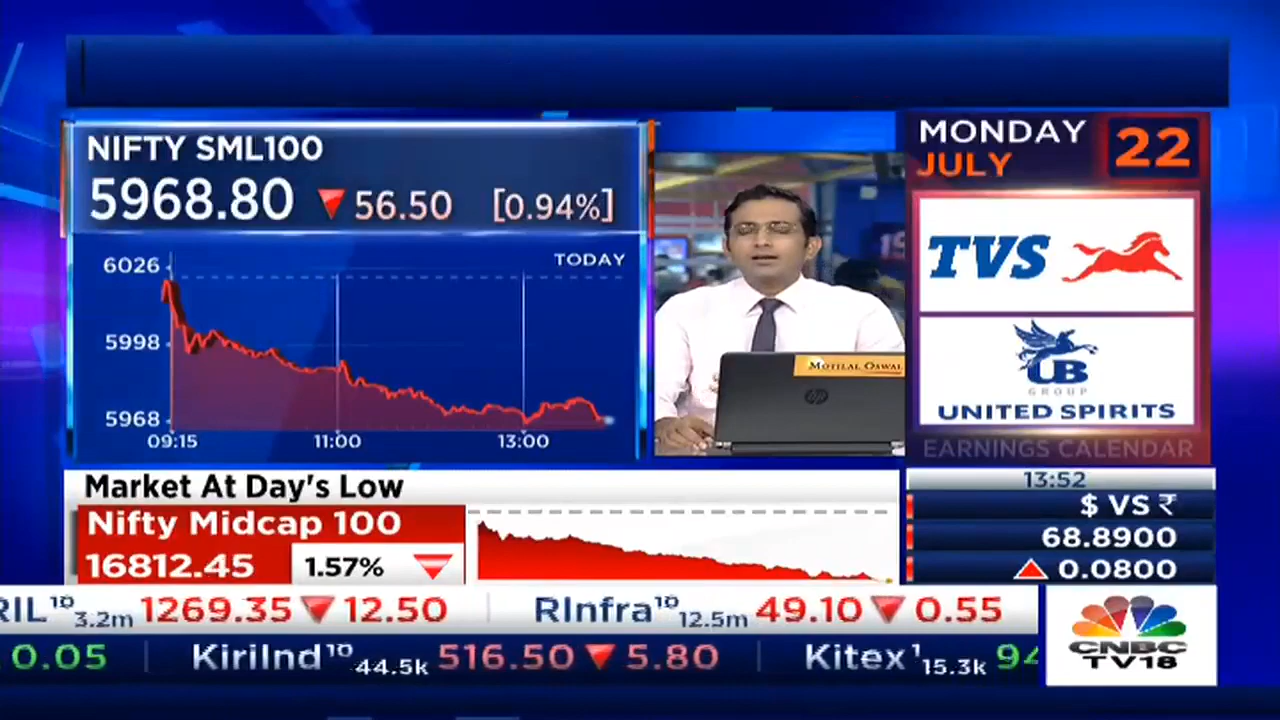 NIFTY SML100
5968.80 ▼ 56.50 [0.94%]
TODAY
6026
5998
5968
09:15 11:00 13:00
MOTILAL OSWAL
hp
MONDAY
JULY 22
TVS
UB
GROUP
UNITED SPIRITS
EARNINGS CALENDAR
13:52
$ VS ₹
68.8900
▲ 0.0800
Market At Day's Low
Nifty Midcap 100
16812.45 1.57% ▼
RIL¹⁰ 3.2m 1269.35 ▼ 12.50 RInfra¹⁰ 12.5m 49.10 ▼ 0.55
0.05 KiriInd¹⁰ 44.5k 516.50 ▼ 5.80 Kitex¹ 15.3k 94
CNBC
TV18